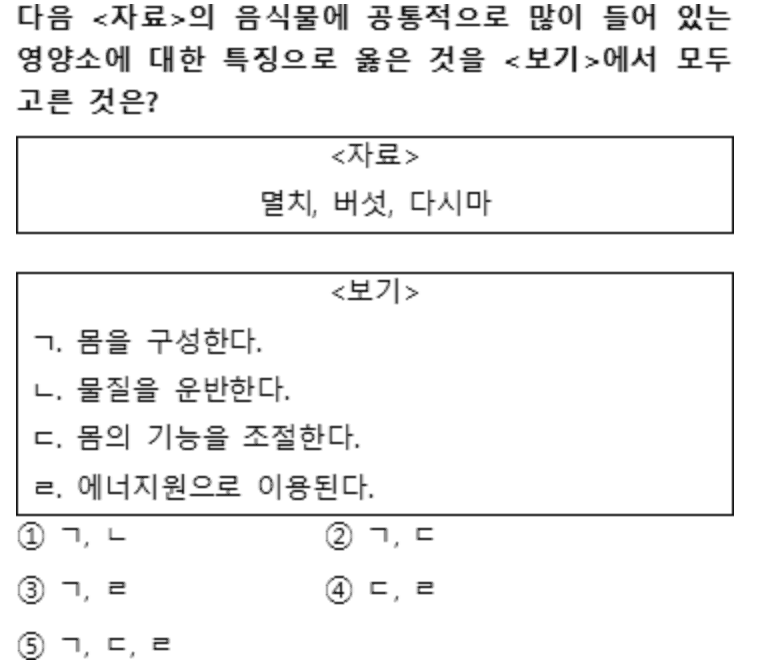 다음 <자료>의 음식물에 공통적으로 많이 들어 있는
영양소에 대한 특징으로 옳은 것을 <보기>에서 모두
고른 것은?
<자료>
멸치, 버섯, 다시마
<보기>
ㄱ. 몸을 구성한다.
ㄴ. 물질을 운반한다.
ㄷ. 몸의 기능을 조절한다.
ㄹ. 에너지원으로 이용된다.
① ㄱ, ㄴ ② ㄱ, ㄷ
③ ㄱ, ㄹ ④ ㄷ, ㄹ
⑤ ㄱ, ㄷ, ㄹ